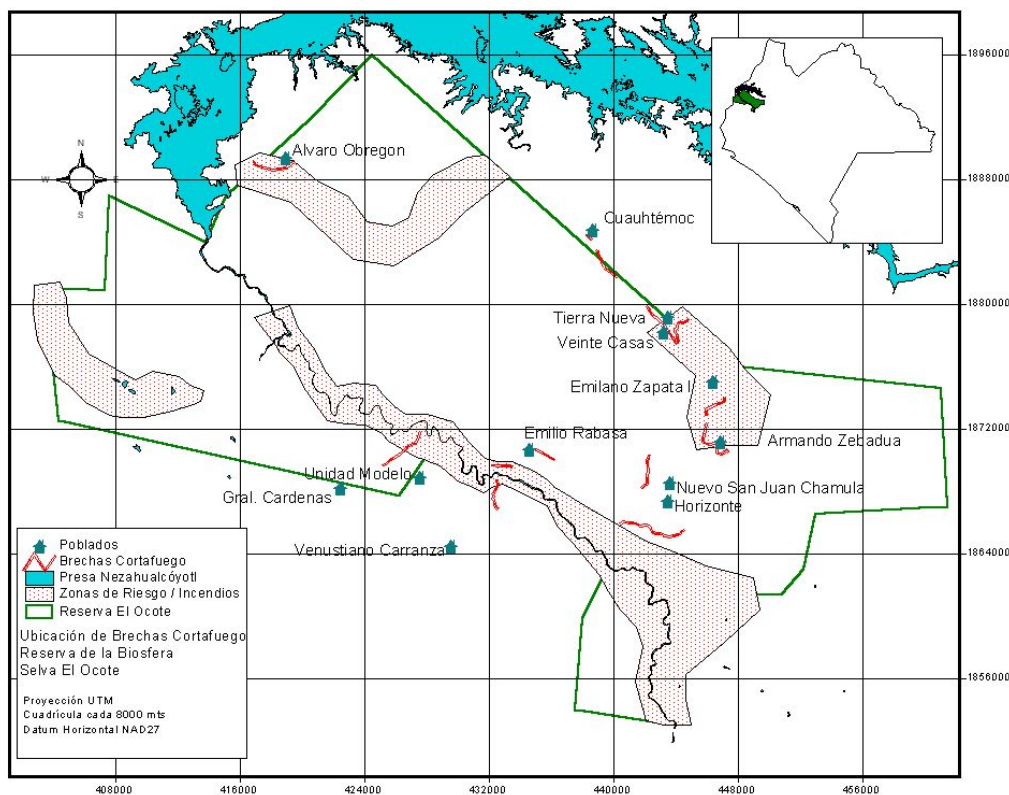 N
W E
S
Alvaro Obregon
Cuauhtémoc
Tierra Nueva
Veinte Casas
Emilano Zapata I
Armando Zebadua
Emilio Rabasa
Unidad Modelo
Gral. Cardenas
Nuevo San Juan Chamula
Horizonte
Venustiano Carranza
1896000
1888000
1880000
1872000
1864000
1856000
Poblados
Brechas Cortafuego
Presa Nezahualcóyotl
Zonas de Riesgo / Incendios
Reserva El Ocote
Ubicación de Brechas Cortafuego
Reserva de la Biosfera
Selva El Ocote
Proyección UTM
Cuadrícula cada 8000 mts
Datum Horizontal NAD27
408000 416000 424000 432000 440000 448000 456000